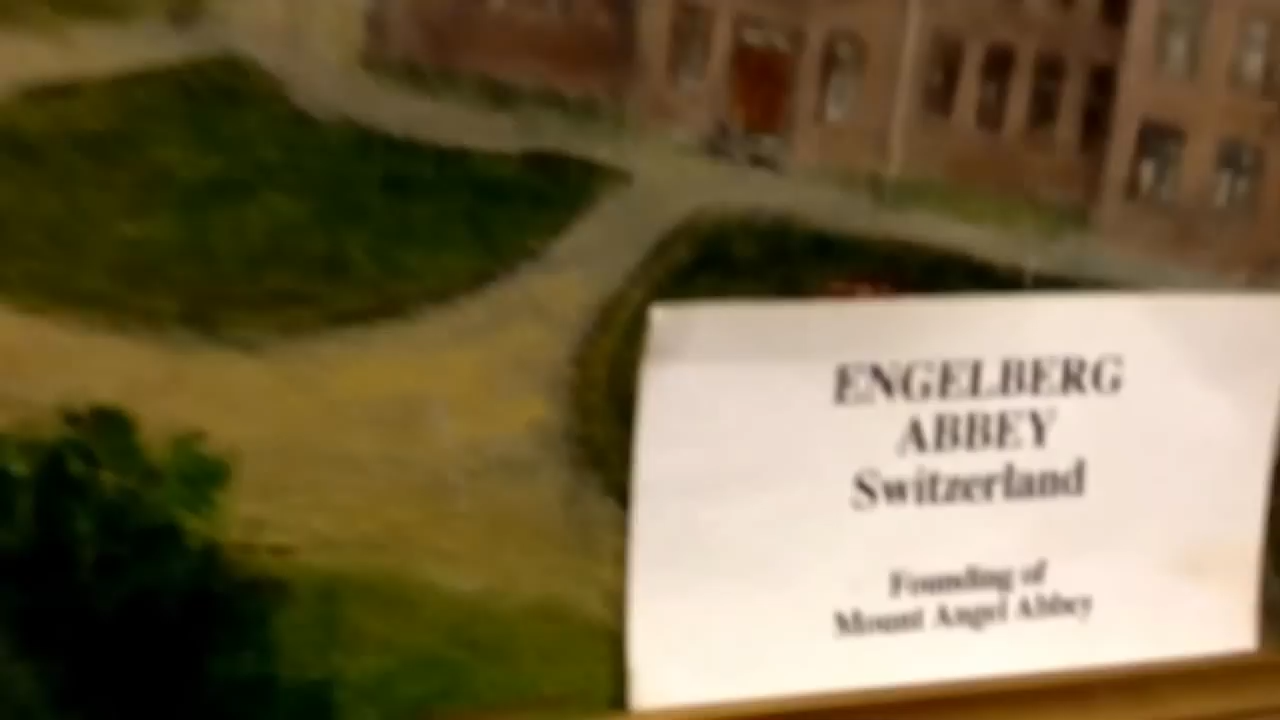 ENGELBERG
ABBEY
Switzerland
Founding of
Mount Angel Abbey